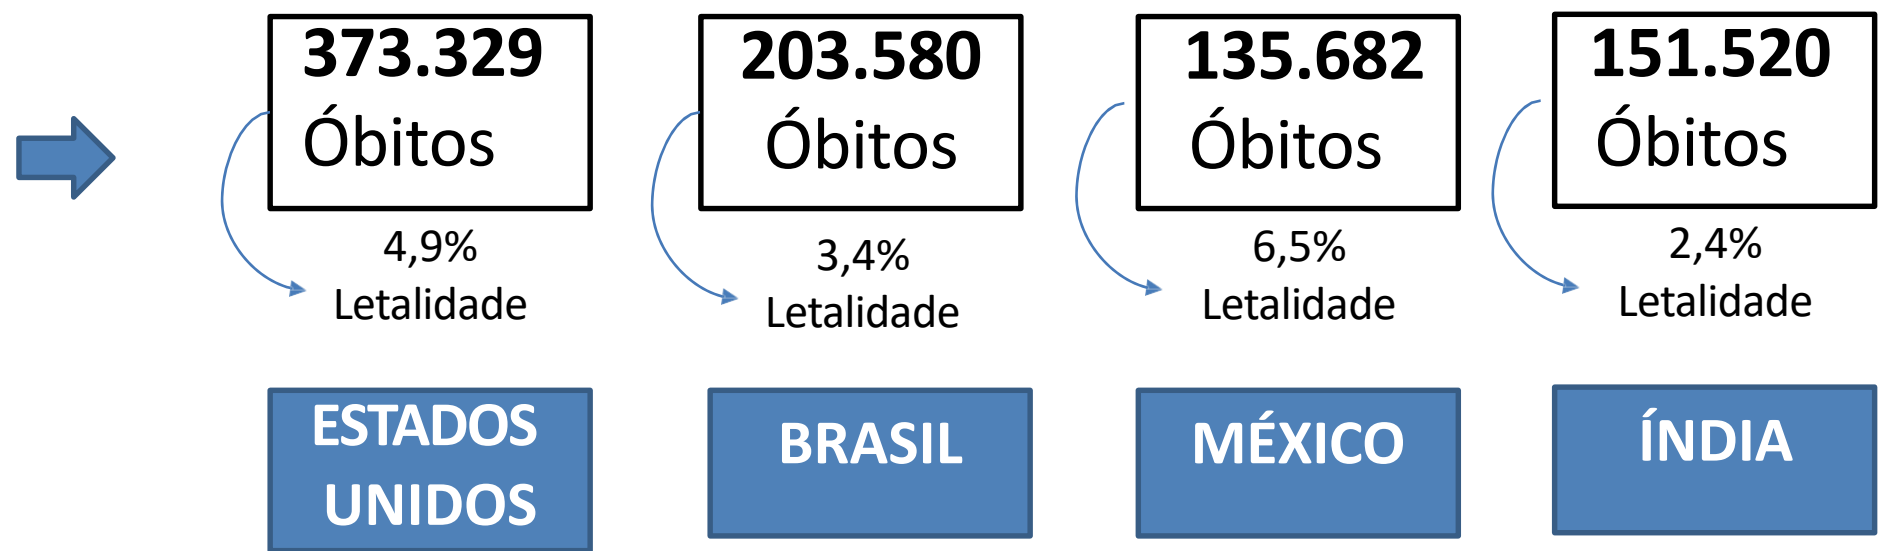 373.329
Óbitos
4,9%
Letalidade
ESTADOS
UNIDOS
203.580
Óbitos
3,4%
Letalidade
BRASIL
135.682
Óbitos
6,5%
Letalidade
MÉXICO
151.520
Óbitos
2,4%
Letalidade
ÍNDIA